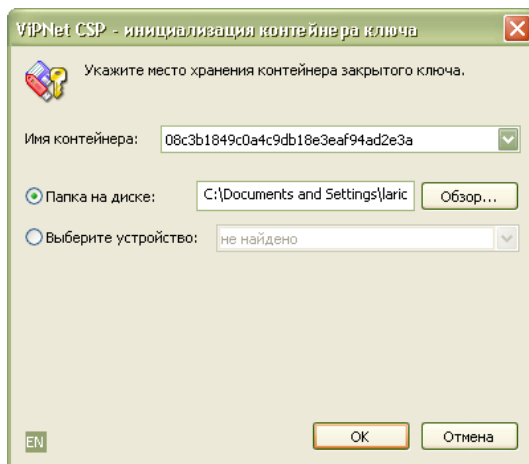 ViPNet CSP - инициализация контейнера ключа
Укажите место хранения контейнера закрытого ключа.
Имя контейнера: 08c3b1849c0a4c9db18e3eaf94ad2e3a
Папка на диске: C:\Documents and Settings\laric Обзор...
Выберите устройство: не найдено
EN OK Отмена